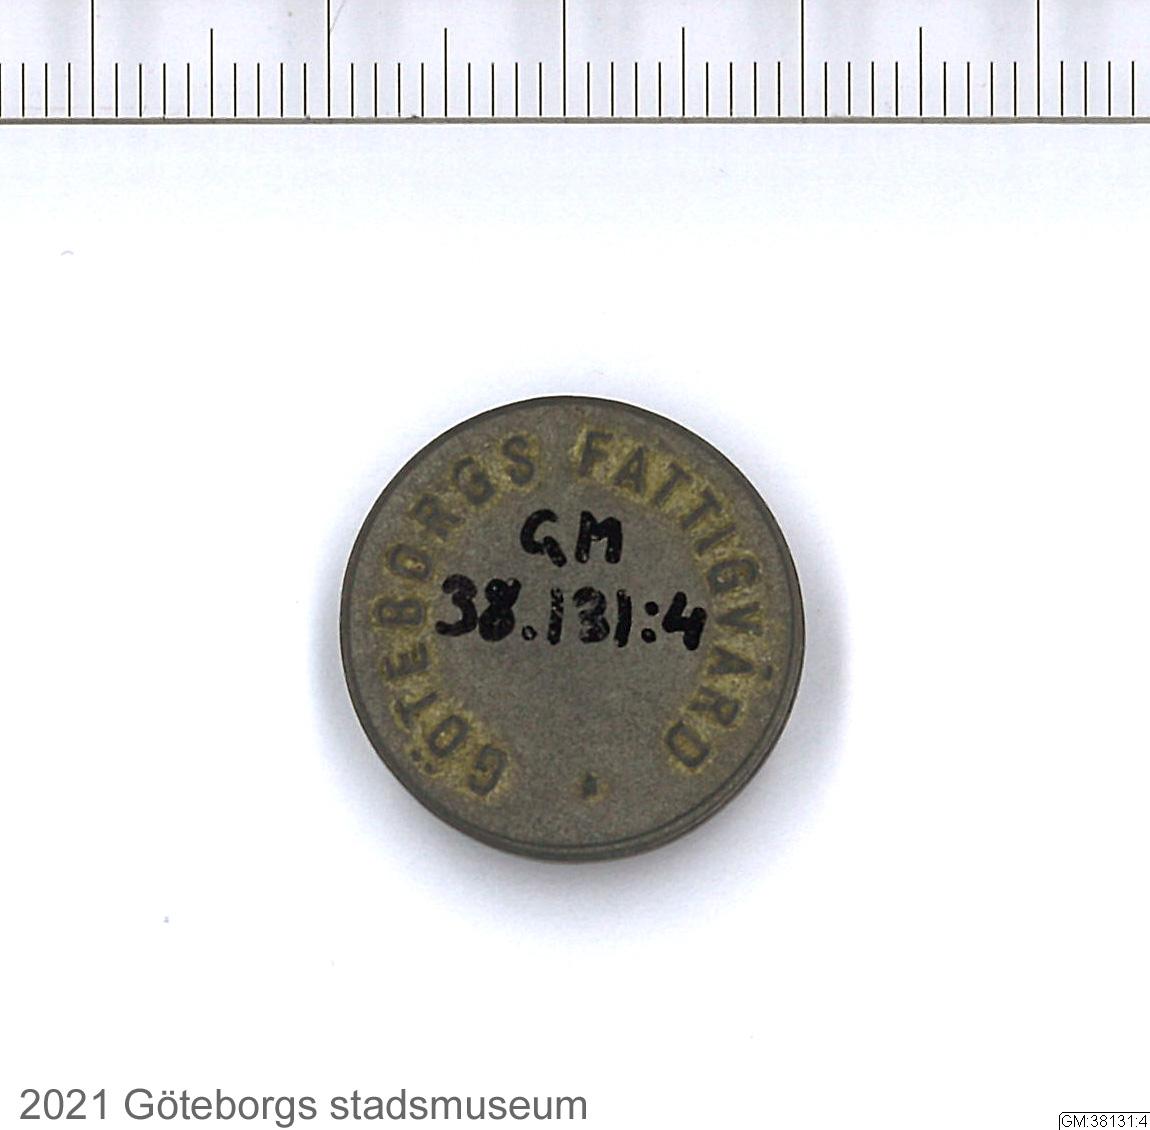 GÖTEBORGS FATTIGVÅRD
GM
38.131:4
2021 Göteborgs stadsmuseum
GM:38131:4